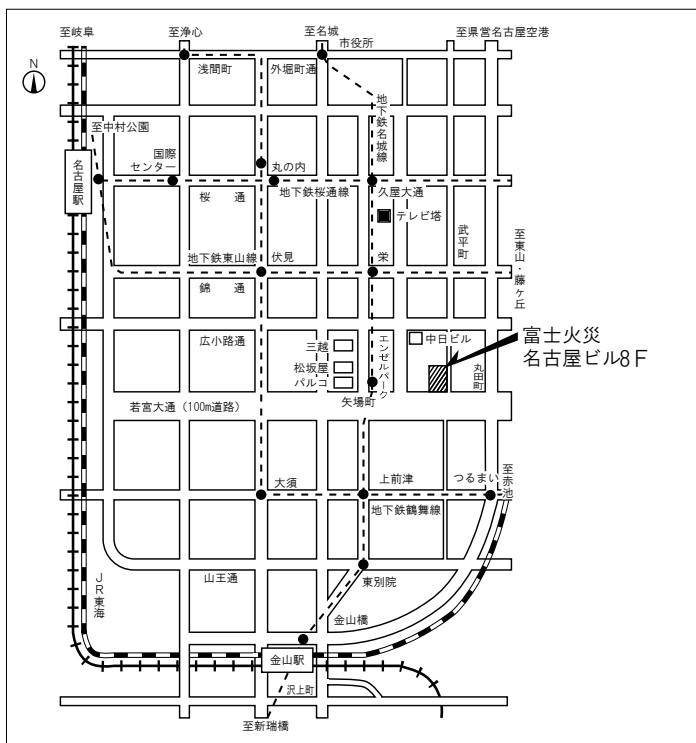 至岐阜
至浄心
至名城
市役所
至県営名古屋空港
N
浅間町
外堀町通
地下鉄名城線
至中村公園
国際
センター
丸の内
名古屋駅
桜 通
地下鉄桜通線
久屋大通
テレビ塔
武平町
至東山・藤ヶ丘
地下鉄東山線
伏見
栄
錦 通
広小路通
三越
松坂屋
パルコ
エンゼルパーク
中日ビル
丸田町
富士火災
名古屋ビル8F
矢場町
若宮大通(100m道路)
大須
上前津
つるまい
至赤池
地下鉄鶴舞線
JR東海
山王通
東別院
金山橋
金山駅
沢上町
至新瑞橋